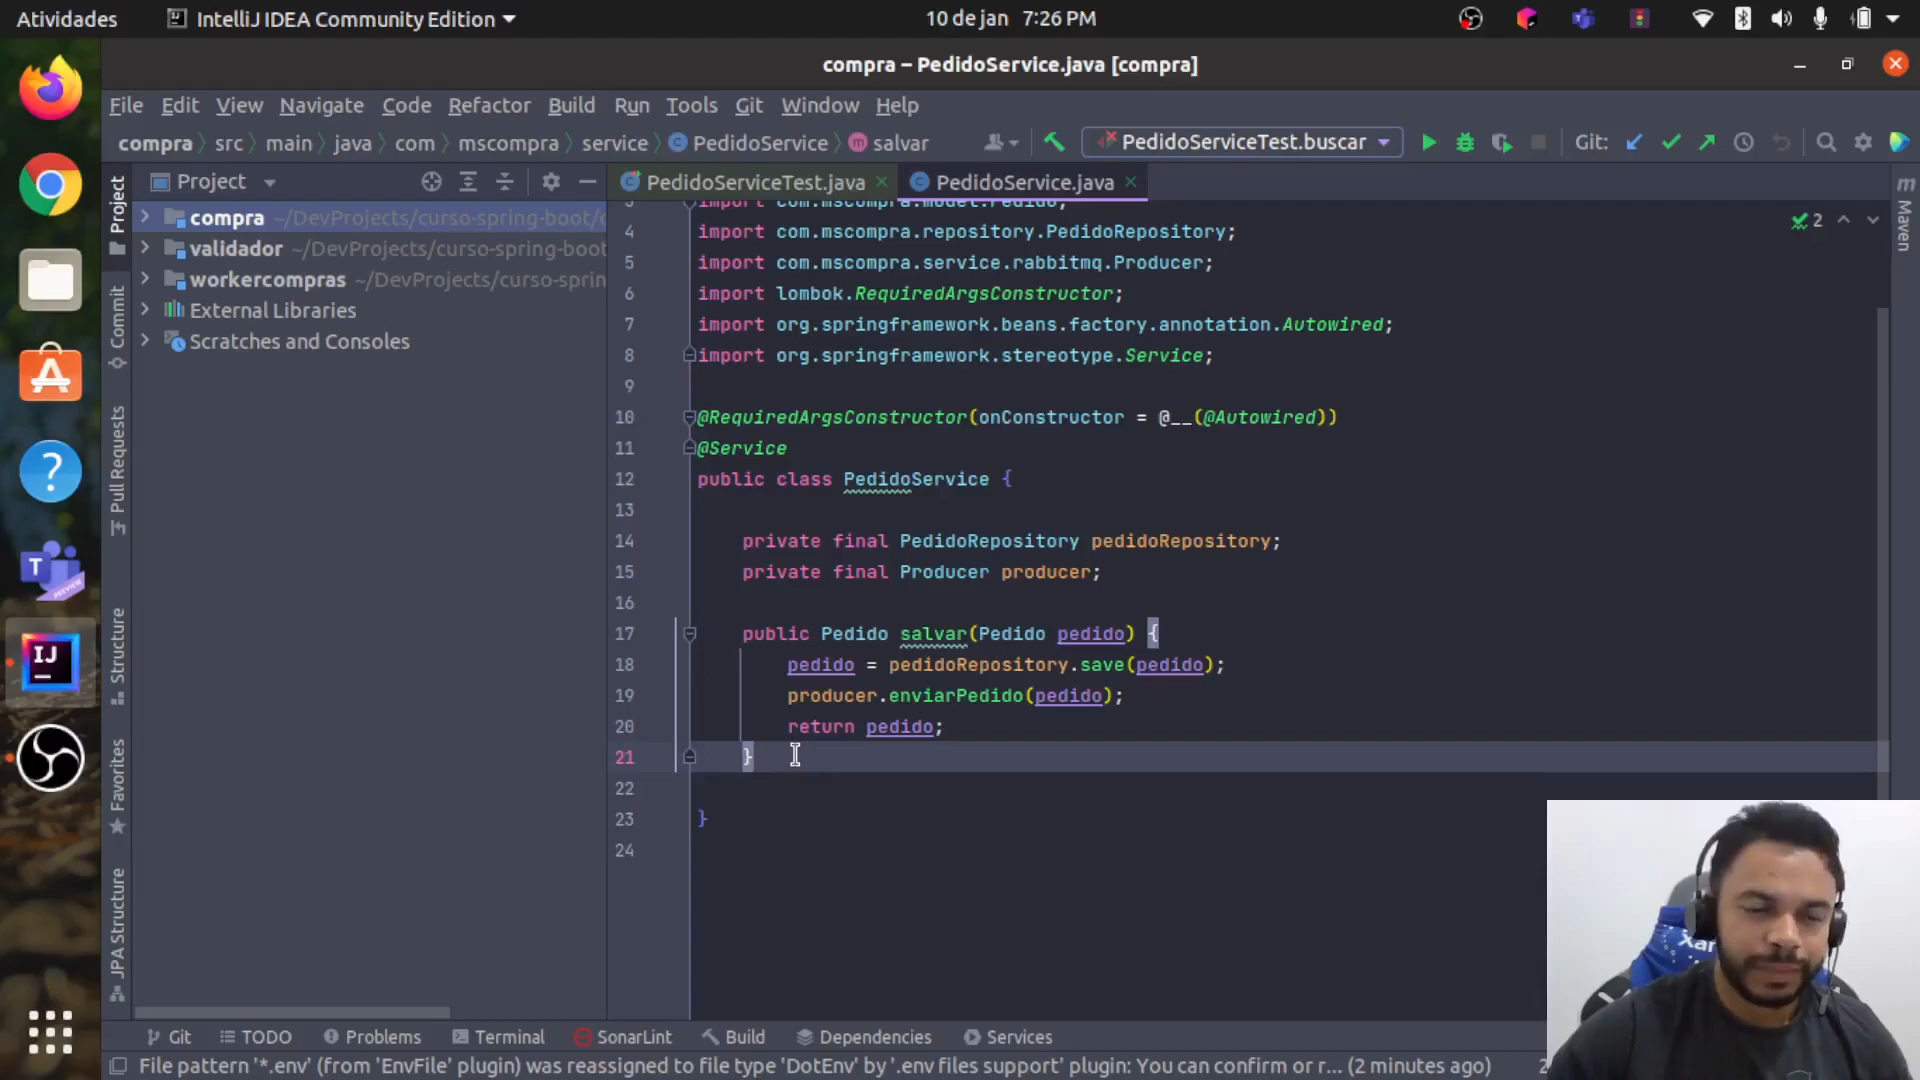 Atividades
IntelliJ IDEA Community Edition
10 de jan 7:26 PM
compra – PedidoService.java [compra]
File Edit View Navigate Code Refactor Build Run Tools Git Window Help
compra src main java com mscompra service PedidoService salvar
PedidoServiceTest.buscar
Git:
Project
PedidoServiceTest.java
PedidoService.java
compra ~/DevProjects/curso-spring-boot/c
validador ~/DevProjects/curso-spring-boot
workercompras ~/DevProjects/curso-sprin
External Libraries
Scratches and Consoles
Project
Commit
Pull Requests
Structure
Favorites
JPA Structure
Maven
2
3 import com.mscompra.model.Pedido;
4 import com.mscompra.repository.PedidoRepository;
5 import com.mscompra.service.rabbitmq.Producer;
6 import lombok.RequiredArgsConstructor;
7 import org.springframework.beans.factory.annotation.Autowired;
8 import org.springframework.stereotype.Service;
9
10 @RequiredArgsConstructor(onConstructor = @__(@Autowired))
11 @Service
12 public class PedidoService {
13
14 private final PedidoRepository pedidoRepository;
15 private final Producer producer;
16
17 public Pedido salvar(Pedido pedido) {
18 pedido = pedidoRepository.save(pedido);
19 producer.enviarPedido(pedido);
20 return pedido;
21 }
22
23 }
24
Git TODO Problems Terminal SonarLint Build Dependencies Services
File pattern '*.env' (from 'EnvFile' plugin) was reassigned to file type 'DotEnv' by '.env files support' plugin: You can confirm or r... (2 minutes ago)